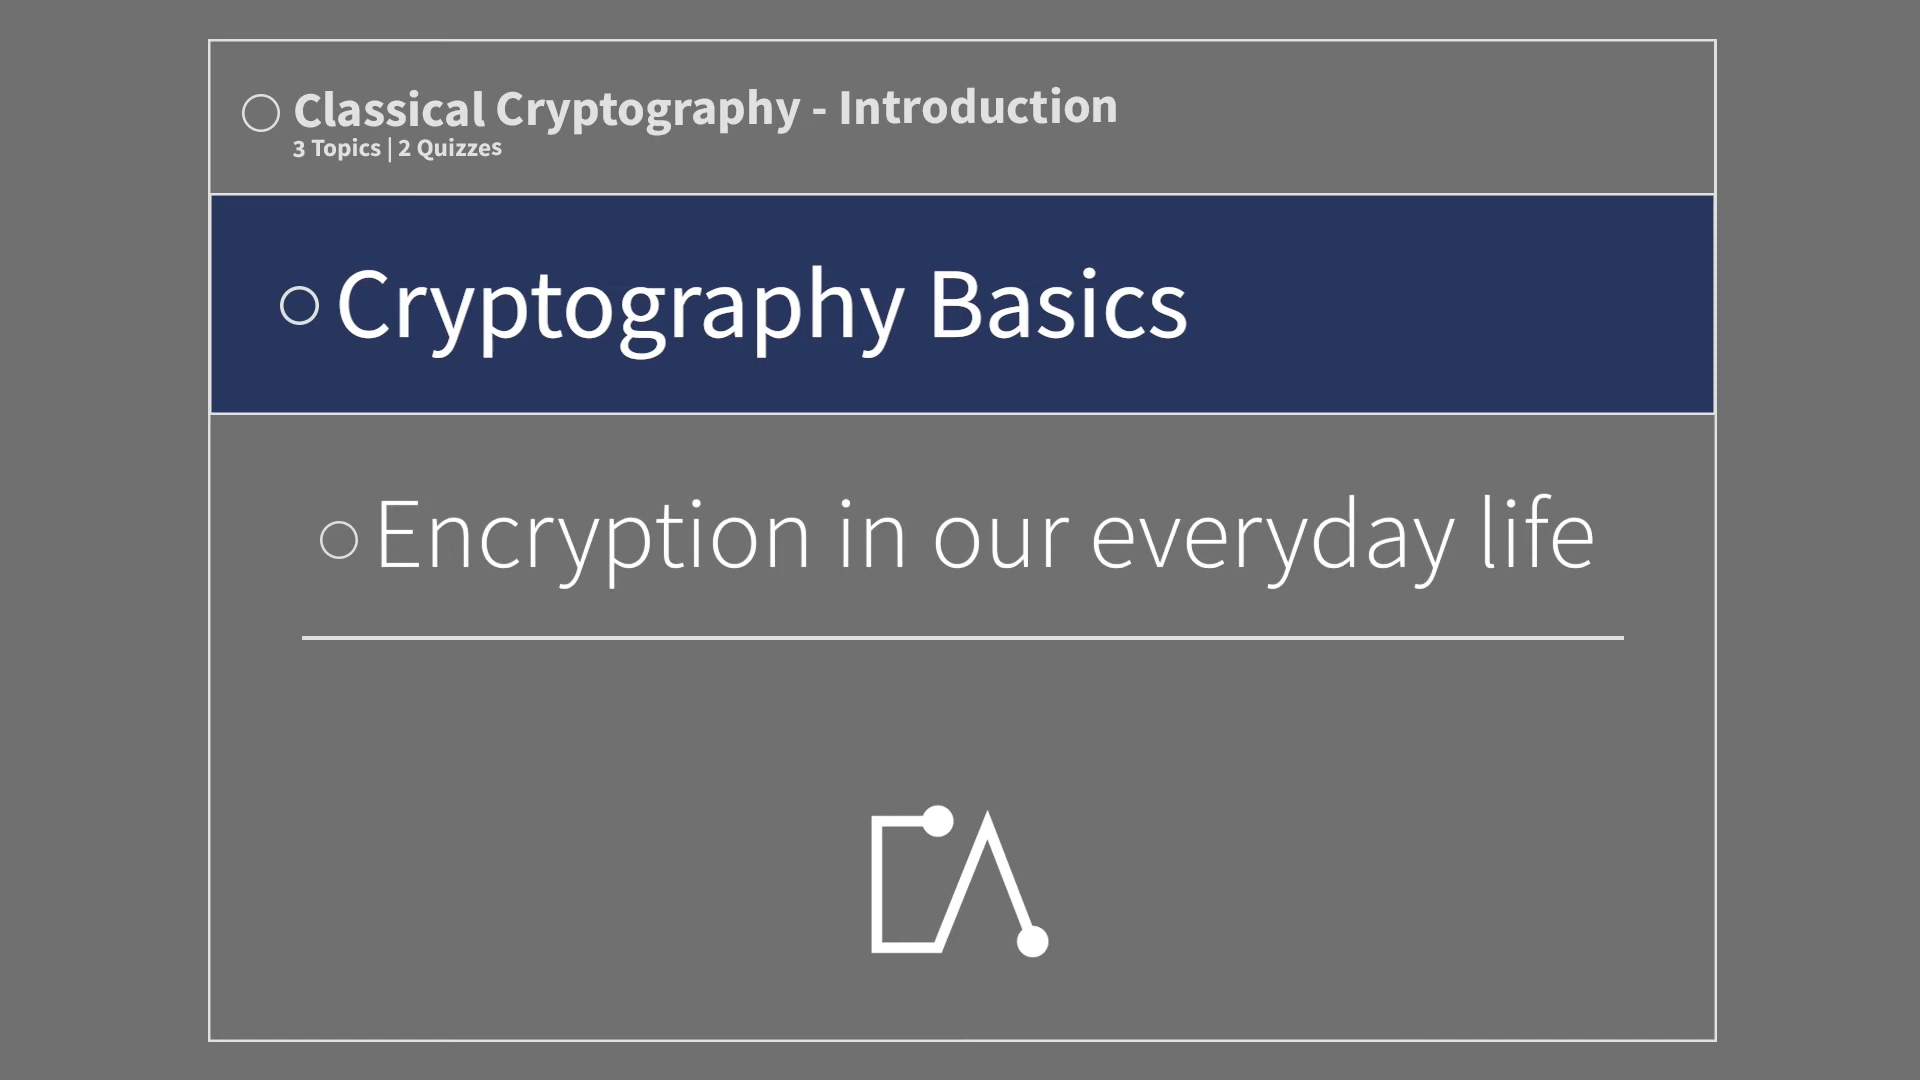 Classical Cryptography - Introduction
3 Topics | 2 Quizzes
Cryptography Basics
Encryption in our everyday life